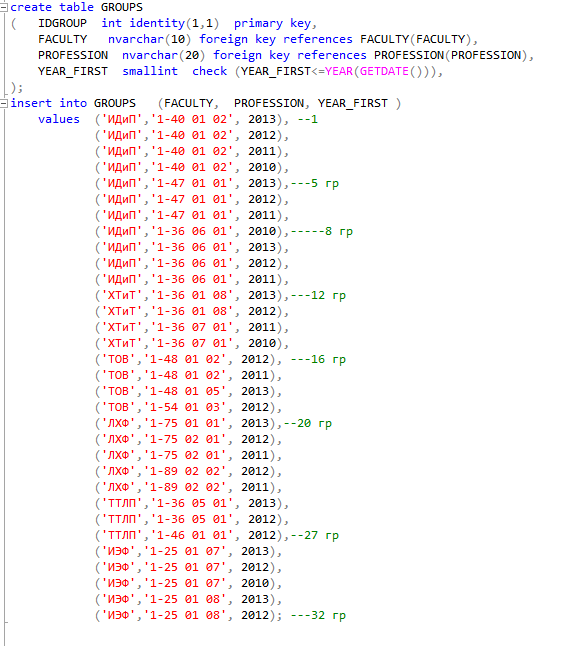 create table GROUPS
(    IDGROUP  int identity(1,1)  primary key,
FACULTY   nvarchar(10) foreign key references FACULTY(FACULTY),
PROFESSION  nvarchar(20) foreign key references PROFESSION(PROFESSION),
YEAR_FIRST  smallint  check (YEAR_FIRST<=YEAR(GETDATE())),
);
insert into GROUPS   (FACULTY,  PROFESSION, YEAR_FIRST )
values  ('ИДиП','1-40 01 02', 2013), --1
('ИДиП','1-40 01 02', 2012),
('ИДиП','1-40 01 02', 2011),
('ИДиП','1-40 01 02', 2010),
('ИДиП','1-47 01 01', 2013),---5 гр
('ИДиП','1-47 01 01', 2012),
('ИДиП','1-47 01 01', 2011),
('ИДиП','1-36 06 01', 2010),-----8 гр
('ИДиП','1-36 06 01', 2013),
('ИДиП','1-36 06 01', 2012),
('ИДиП','1-36 06 01', 2011),
('ХТиТ','1-36 01 08', 2013),---12 гр
('ХТиТ','1-36 01 08', 2012),
('ХТиТ','1-36 07 01', 2011),
('ХТиТ','1-36 07 01', 2010),
('ТОВ','1-48 01 02', 2012), ---16 гр
('ТОВ','1-48 01 02', 2011),
('ТОВ','1-48 01 05', 2013),
('ТОВ','1-54 01 03', 2012),
('ЛХФ','1-75 01 01', 2013),--20 гр
('ЛХФ','1-75 02 01', 2012),
('ЛХФ','1-75 02 01', 2011),
('ЛХФ','1-89 02 02', 2012),
('ЛХФ','1-89 02 02', 2011),
('ТТЛП','1-36 05 01', 2013),
('ТТЛП','1-36 05 01', 2012),
('ТТЛП','1-46 01 01', 2012),--27 гр
('ИЭФ','1-25 01 07', 2013),
('ИЭФ','1-25 01 07', 2012),
('ИЭФ','1-25 01 07', 2010),
('ИЭФ','1-25 01 08', 2013),
('ИЭФ','1-25 01 08', 2012); ---32 гр